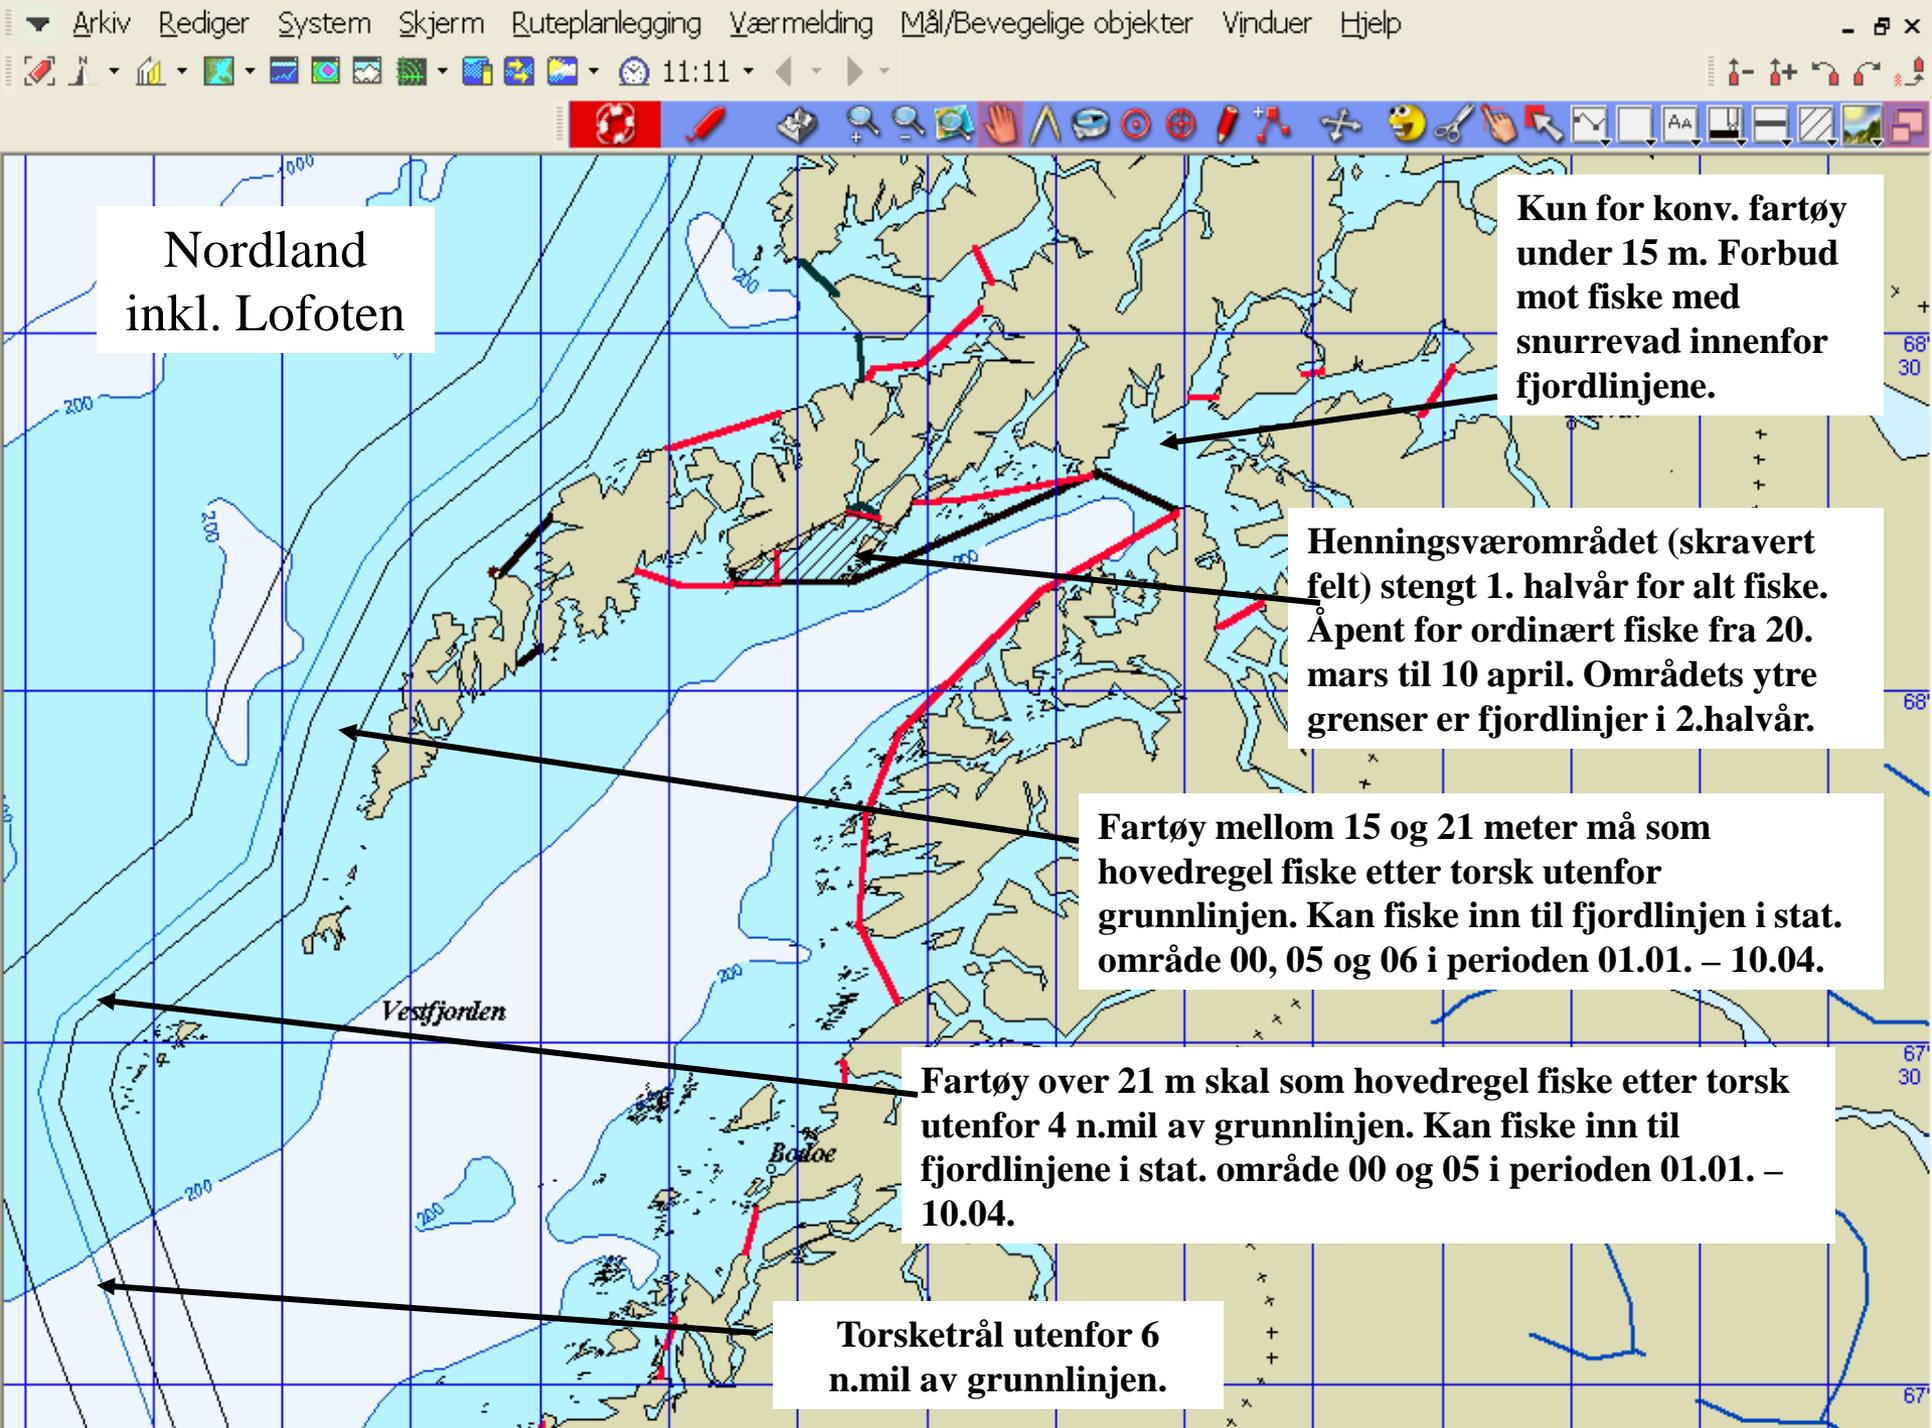 Arkiv Rediger System Skjerm Ruteplanlegging Værmelding Mål/Bevegelige objekter Vinduer Hjelp
11:11
AA
1000
Nordland
inkl. Lofoten
Kun for konv. fartøy
under 15 m. Forbud
mot fiske med
snurrevad innenfor
fjordlinjene.
200
68°
30
200
200
200
Henningsværområdet (skravert
felt) stengt 1. halvår for alt fiske.
Åpent for ordinært fiske fra 20.
mars til 10 april. Områdets ytre
grenser er fjordlinjer i 2.halvår.
68°
Fartøy mellom 15 og 21 meter må som
hovedregel fiske etter torsk utenfor
grunnlinjen. Kan fiske inn til fjordlinjen i stat.
område 00, 05 og 06 i perioden 01.01. – 10.04.
200
Vestfjorden
67°
30
Fartøy over 21 m skal som hovedregel fiske etter torsk
utenfor 4 n.mil av grunnlinjen. Kan fiske inn til
fjordlinjene i stat. område 00 og 05 i perioden 01.01. –
10.04.
Bodoe
200
200
Torsketrål utenfor 6
n.mil av grunnlinjen.
67°